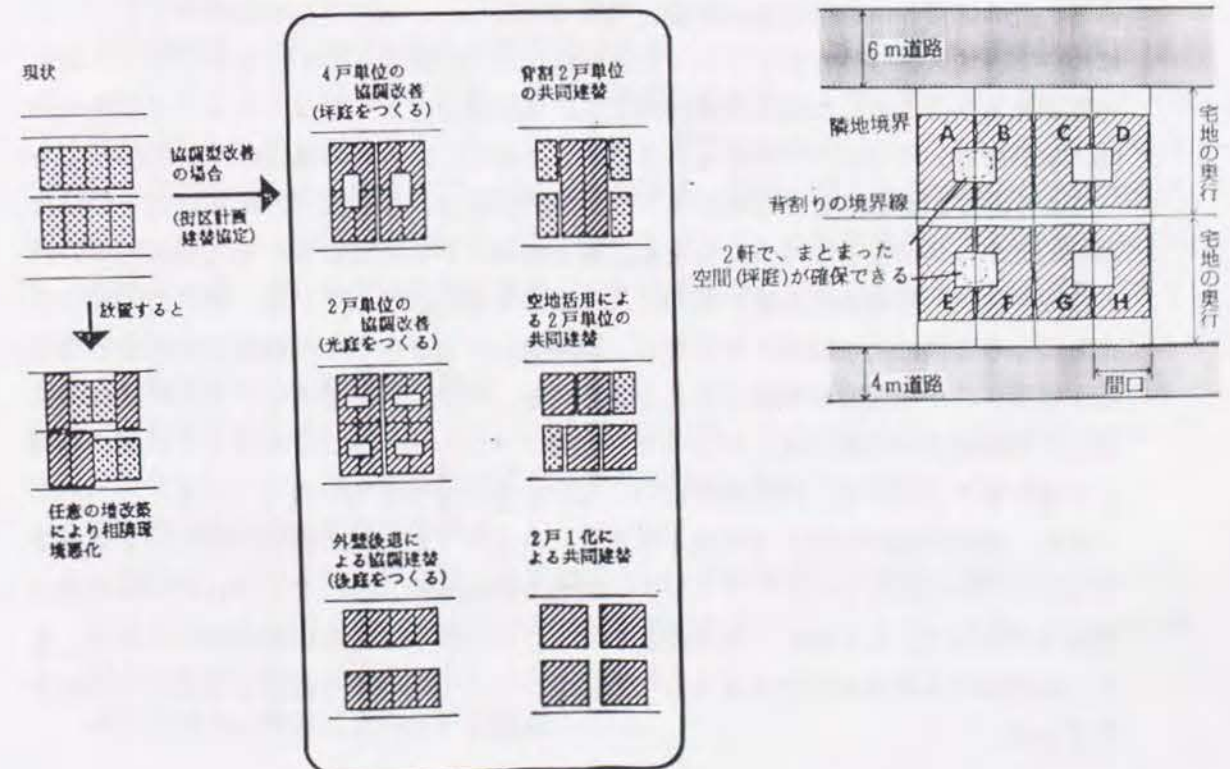 現状
協調型改善
の場合
(街区計画
建替協定)
放置すると
任意の増改築
により相隣環
境悪化
4戸単位の
協調改善
(坪庭をつくる)
背割2戸単位
の共同建替
2戸単位の
協調改善
(光庭をつくる)
空地活用によ
る2戸単位の
共同建替
外壁後退に
よる協調建替
(後庭をつくる)
2戸1化に
よる共同建替
6m道路
隣地境界
A B C D
宅地の奥行
背割りの境界線
2軒で、まとまった
空間(坪庭)が確保できる
宅地の奥行
E F G H
4m道路
間口